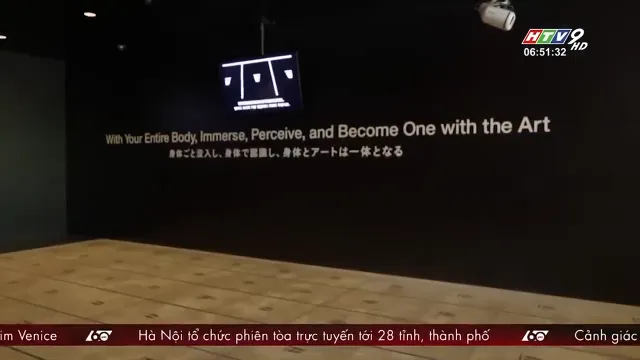 HTV9 HD
06:51:32
With Your Entire Body, Immerse, Perceive, and Become One with the Art
身体ごと没入し、身体で認識し、身体とアートは一体となる
im Venice 60 Hà Nội tổ chức phiên tòa trực tuyến tới 28 tỉnh, thành phố 60 Cảnh giác